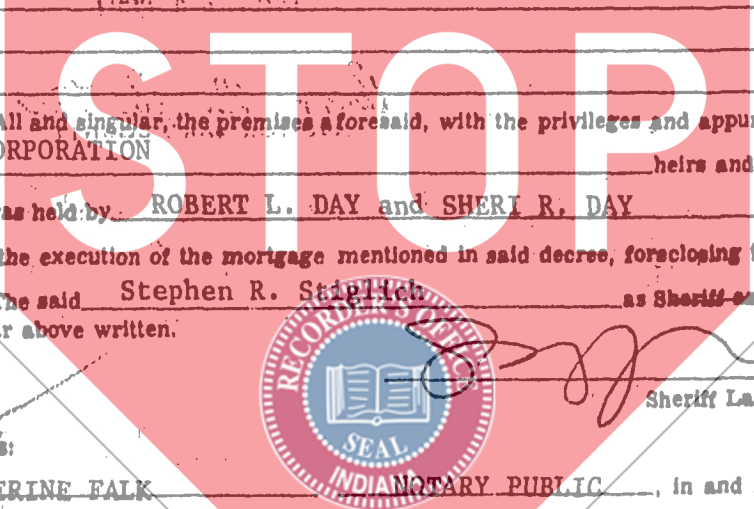 STOP
All and singular, the premises aforesaid, with the privileges and appur
ORPORATION heirs and
as held by ROBERT L. DAY and SHERI R. DAY
the execution of the mortgage mentioned in said decree, foreclosing
he said Stephen R. Stiglich as Sheriff
r above written.
RECORDER'S OFFICE
SEAL
INDIANA
Sheriff La
s:
ERINE FALK NOTARY PUBLIC, in and